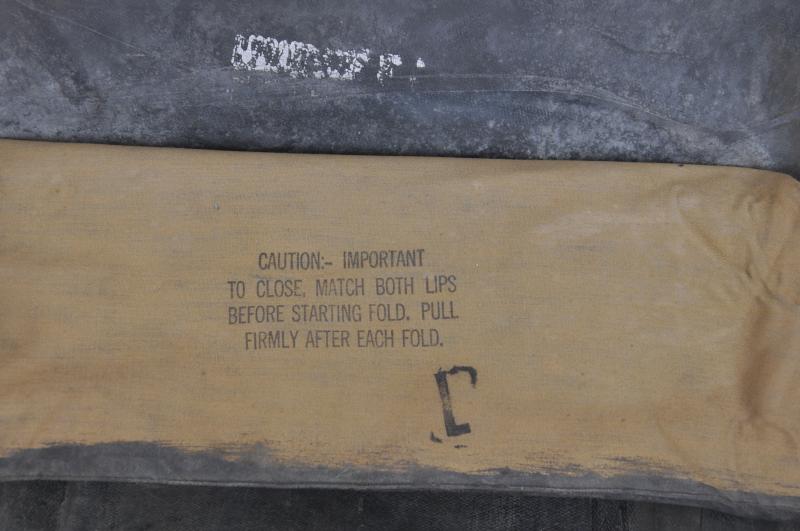 CAUTION:- IMPORTANT
TO CLOSE, MATCH BOTH LIPS
BEFORE STARTING FOLD. PULL
FIRMLY AFTER EACH FOLD.